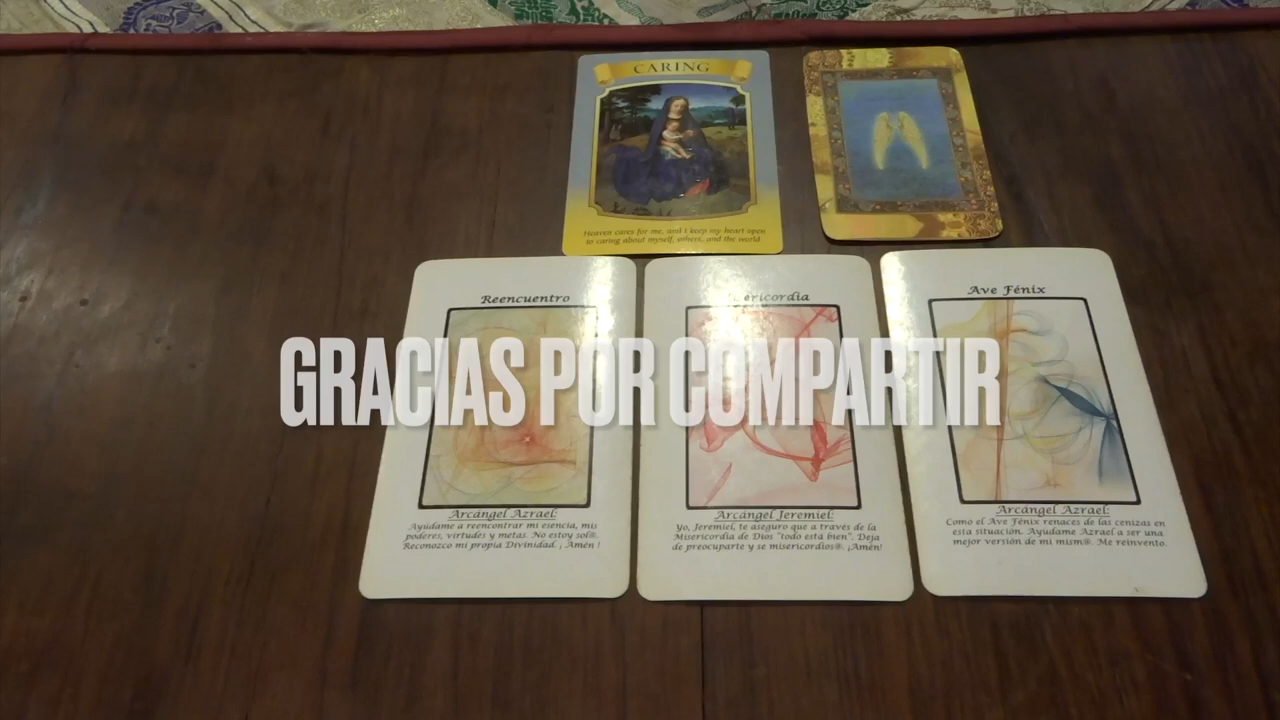 CARING
Heaven cares for me, and I keep my heart open
to caring about myself, others, and the world
Reencuentro
Arcángel Azrael:
Ayúdame a reencontrar mi esencia, mis
poderes, virtudes y metas. No estoy sol@.
Reconozco mi propia Divinidad. ¡ Amén !
Arcángel Jeremiel:
Yo, Jeremiel, te aseguro que a través de la
Misericordia de Dios "todo está bien". Deja
de preocuparte y se misericordios@. ¡Amén!
Ave Fénix
Arcángel Azrael:
Como el Ave Fénix renaces de las cenizas en
esta situación. Ayúdame Azrael a ser una
mejor versión de mi mism@. Me reinvento.
GRACIAS POR COMPARTIR